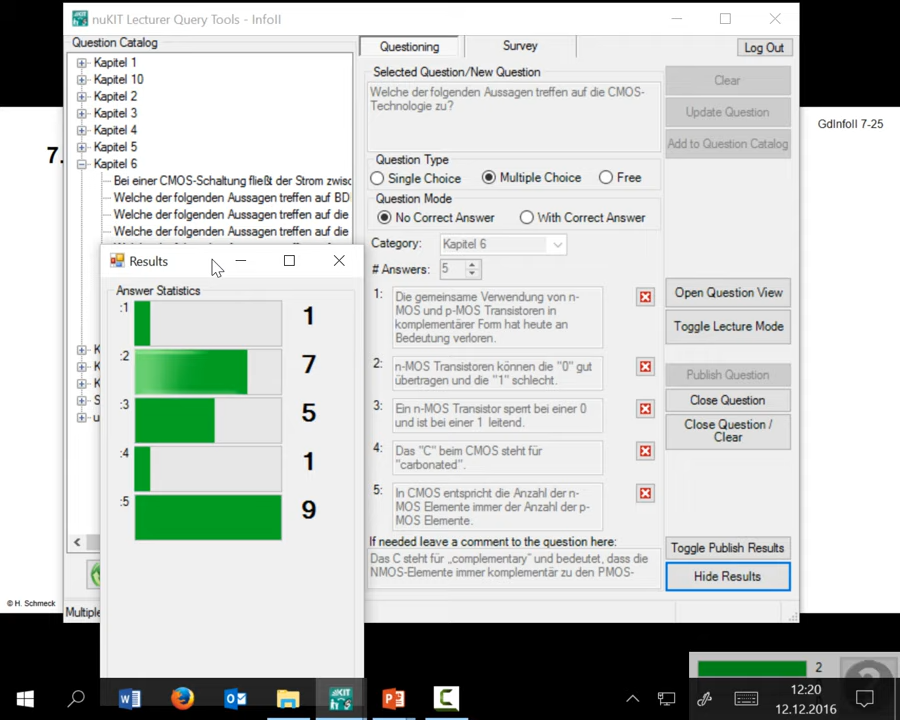 nuKIT Lecturer Query Tools - InfoII
Question Catalog
Kapitel 1
Kapitel 10
Kapitel 2
Kapitel 3
Kapitel 4
Kapitel 5
Kapitel 6
Bei einer CMOS-Schaltung fließt der Strom zwisc
Welche der folgenden Aussagen treffen auf BD
Welche der folgenden Aussagen treffen auf die
Welche der folgenden Aussagen treffen auf die
K
K
K
S
u
7.
© H. Schmeck
Multiple
Questioning
Survey
Log Out
Selected Question/New Question
Welche der folgenden Aussagen treffen auf die CMOS-
Technologie zu?
Question Type
Single Choice
Multiple Choice
Free
Question Mode
No Correct Answer
With Correct Answer
Category:
Kapitel 6
# Answers:
5
1:
Die gemeinsame Verwendung von n-
MOS und p-MOS Transistoren in
komplementärer Form hat heute an
Bedeutung verloren.
2:
n-MOS Transistoren können die "0" gut
übertragen und die "1" schlecht.
3:
Ein n-MOS Transistor sperrt bei einer 0
und ist bei einer 1 leitend.
4:
Das "C" beim CMOS steht für
"carbonated".
5:
In CMOS entspricht die Anzahl der n-
MOS Elemente immer der Anzahl der p-
MOS Elemente.
If needed leave a comment to the question here:
Das C steht für „complementary" und bedeutet, dass die
NMOS-Elemente immer komplementär zu den PMOS-
Clear
Update Question
Add to Question Catalog
Open Question View
Toggle Lecture Mode
Publish Question
Close Question
Close Question /
Clear
Toggle Publish Results
Hide Results
GdInfoII 7-25
Results
Answer Statistics
:1
1
:2
7
:3
5
:4
1
:5
9
2
12:20
12.12.2016